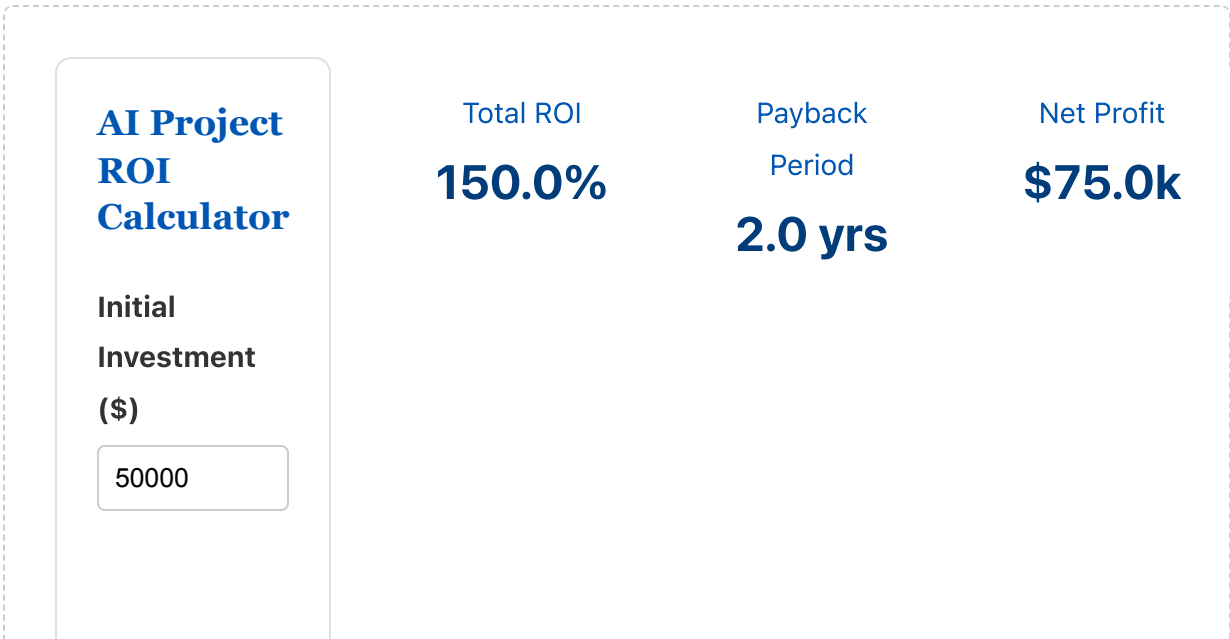 AI Project
ROI
Calculator
Initial
Investment
($)
50000
Total ROI
150.0%
Payback
Period
2.0 yrs
Net Profit
$75.0k